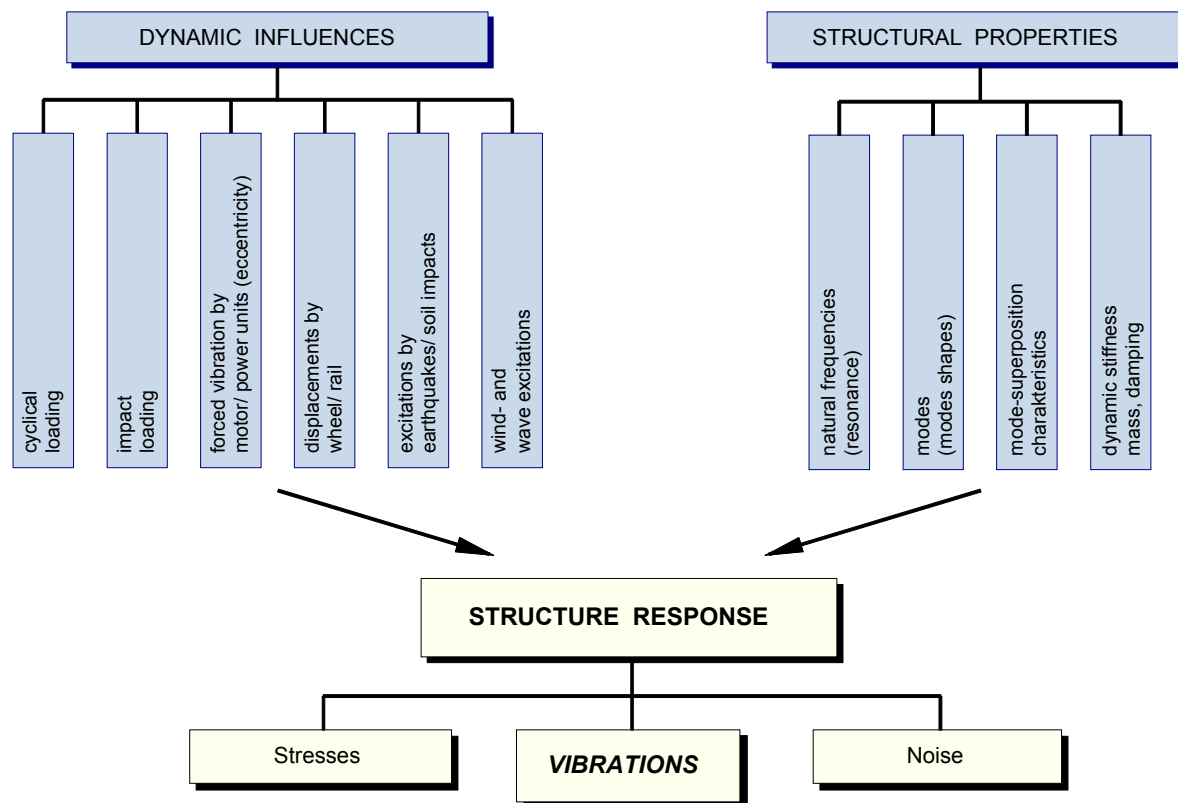 DYNAMIC INFLUENCES
STRUCTURAL PROPERTIES
cyclical
loading
impact
loading
forced vibration by
motor/ power units (eccentricity)
displacements by
wheel/ rail
excitations by
earthquakes/ soil impacts
wind- and
wave excitations
natural frequencies
(resonance)
modes
(modes shapes)
mode-superposition
charakteristics
dynamic stiffness
mass, damping
STRUCTURE RESPONSE
Stresses
VIBRATIONS
Noise